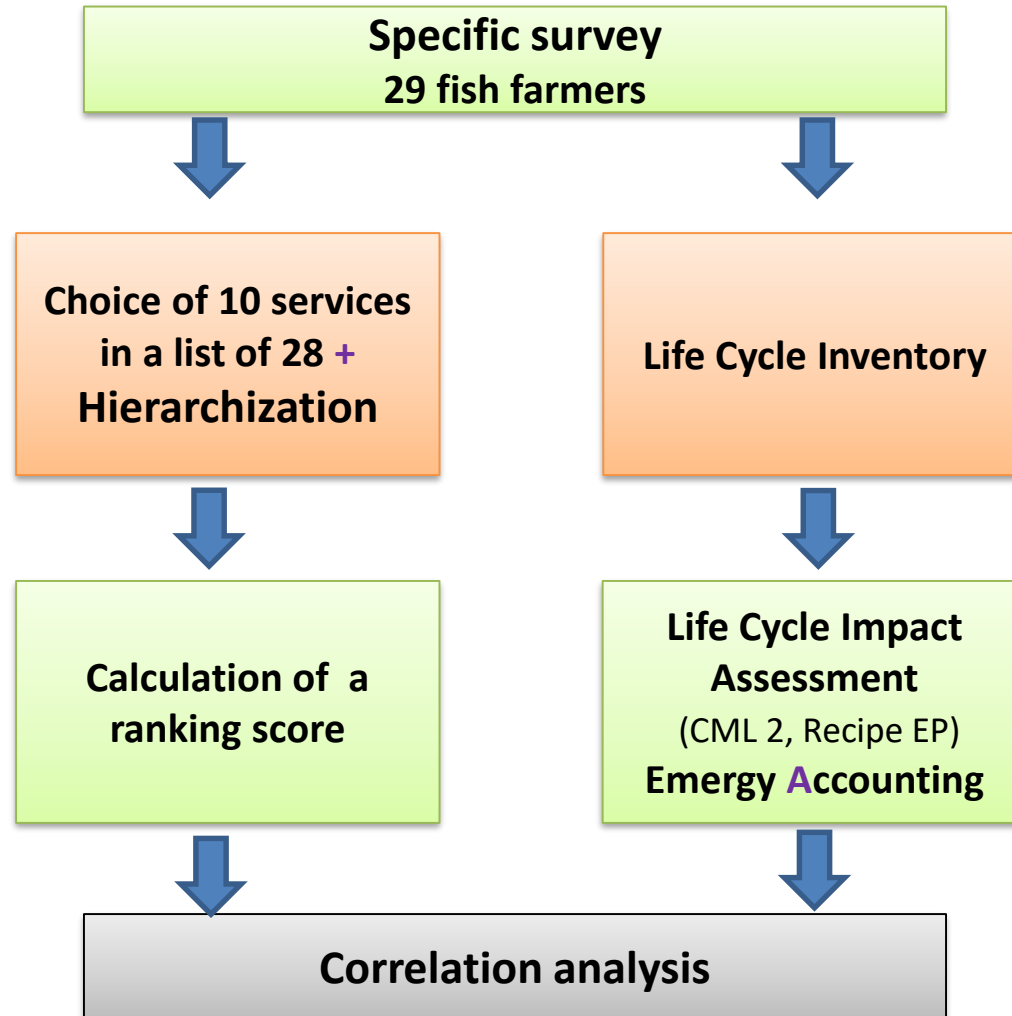 Specific survey
29 fish farmers
Choice of 10 services
in a list of 28 +
Hierarchization
Life Cycle Inventory
Calculation of a
ranking score
Life Cycle Impact
Assessment
(CML 2, Recipe EP)
Emergy Accounting
Correlation analysis